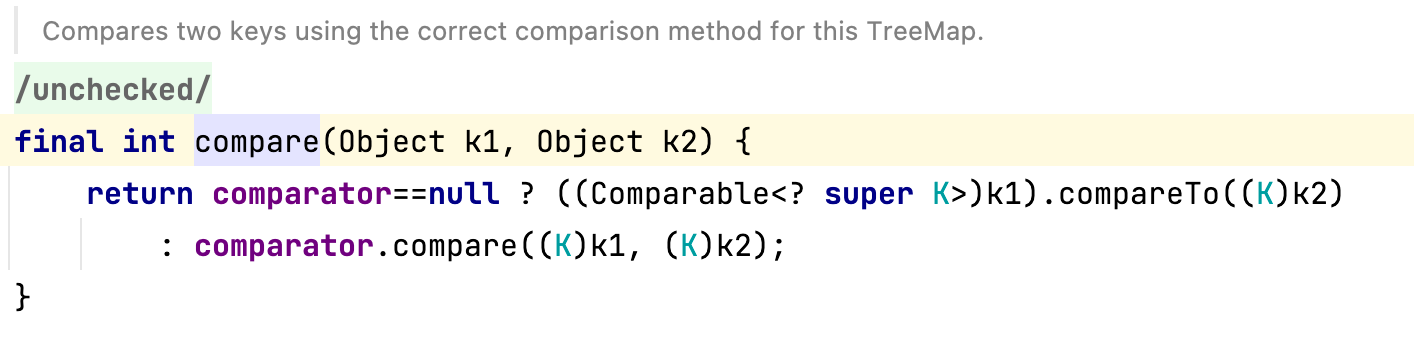 Compares two keys using the correct comparison method for this TreeMap.
/unchecked/
final int compare(Object k1, Object k2) {
return comparator==null ? ((Comparable<? super K>)k1).compareTo((K)k2)
: comparator.compare((K)k1, (K)k2);
}